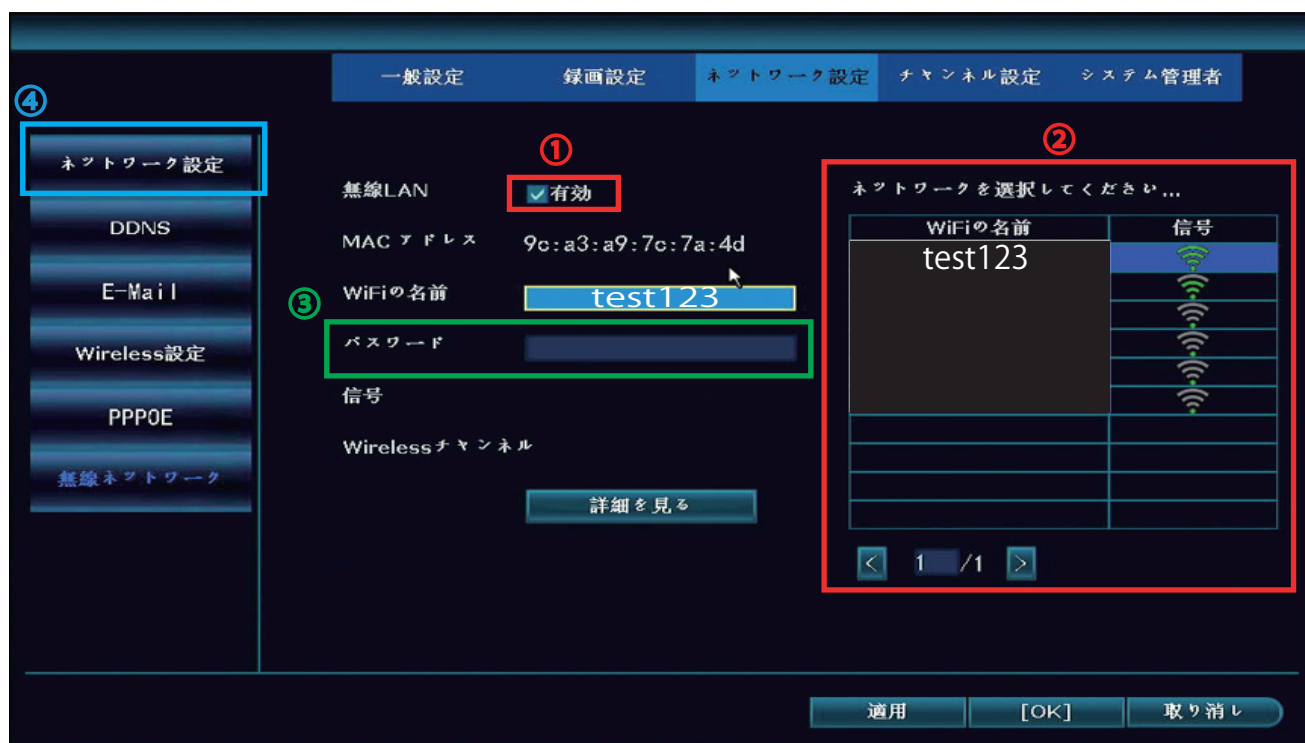 一般設定 録画設定 ネットワーク設定 チャンネル設定 システム管理者
④
ネットワーク設定
DDNS
E-Mail
Wireless設定
PPPOE
無線ネットワーク
①
無線LAN 有効
MAC アドレス 9c:a3:a9:7c:7a:4d
③
WiFiの名前 test123
パスワード
信号
Wirelessチャンネル
詳細を見る
②
ネットワークを選択してください...
WiFiの名前 信号
test123
< 1 /1 >
適用 [OK] 取り消し